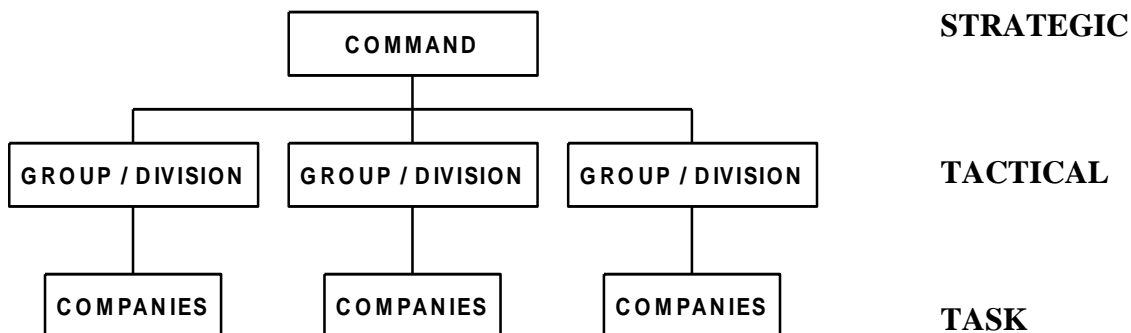 COMMAND
STRATEGIC
GROUP / DIVISION
GROUP / DIVISION
GROUP / DIVISION
TACTICAL
COMPANIES
COMPANIES
COMPANIES
TASK